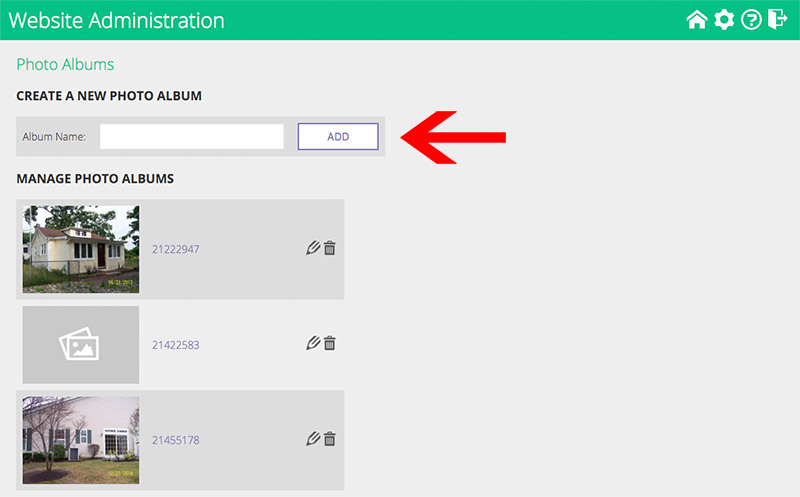 Website Administration
Photo Albums
CREATE A NEW PHOTO ALBUM
Album Name:
ADD
MANAGE PHOTO ALBUMS
21222947
21422583
21455178